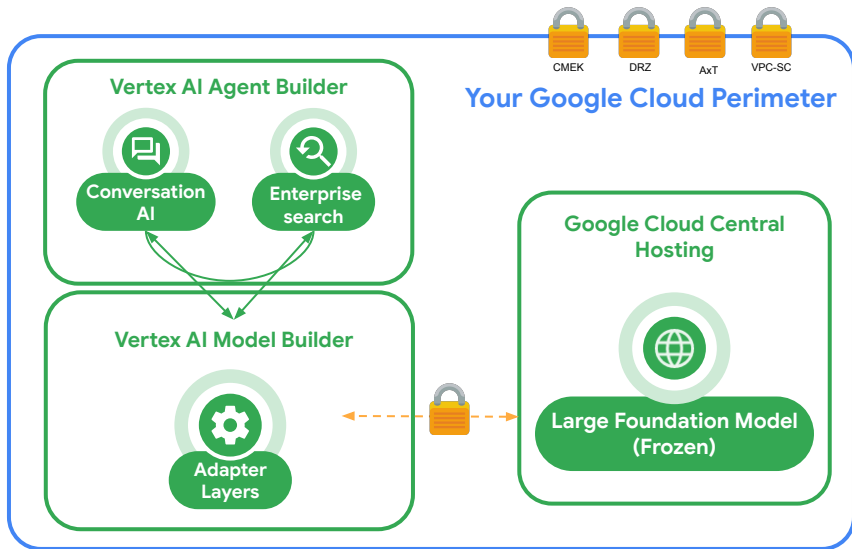 CMEK
DRZ
AxT
VPC-SC
Your Google Cloud Perimeter
Vertex AI Agent Builder
Conversation
AI
Enterprise
search
Vertex AI Model Builder
Adapter
Layers
Google Cloud Central
Hosting
Large Foundation Model
(Frozen)